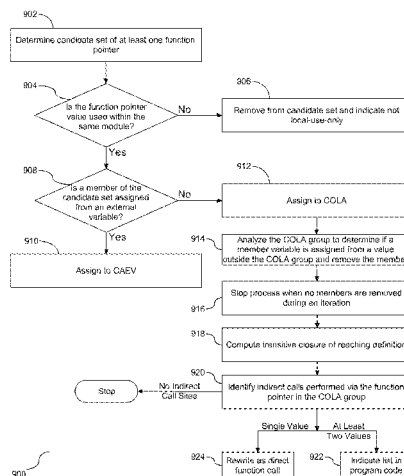 902
Determine candidate set of at least one function
pointer
904
Is the function pointer
value used within the
same module?
No
906
Remove from candidate set and indicate not
local-use-only
Yes
908
Is a member of the
candidate set assigned
from an external
variable?
No
912
Assign to COLA
Yes
910
Assign to CAEV
914
Analyze the COLA group to determine if a
member variable is assigned from a value
outside the COLA group and remove the member
Stop process when no members are removed
during an iteration
916
918
Compute transitive closure of reaching definition
920
Identify indirect calls performed via the function
pointer in the COLA group
No Indirect
Call Sites
Stop
Single Value
At Least
Two Values
900
924
Rewrite as direct
function call
922
Indicate list in
program code